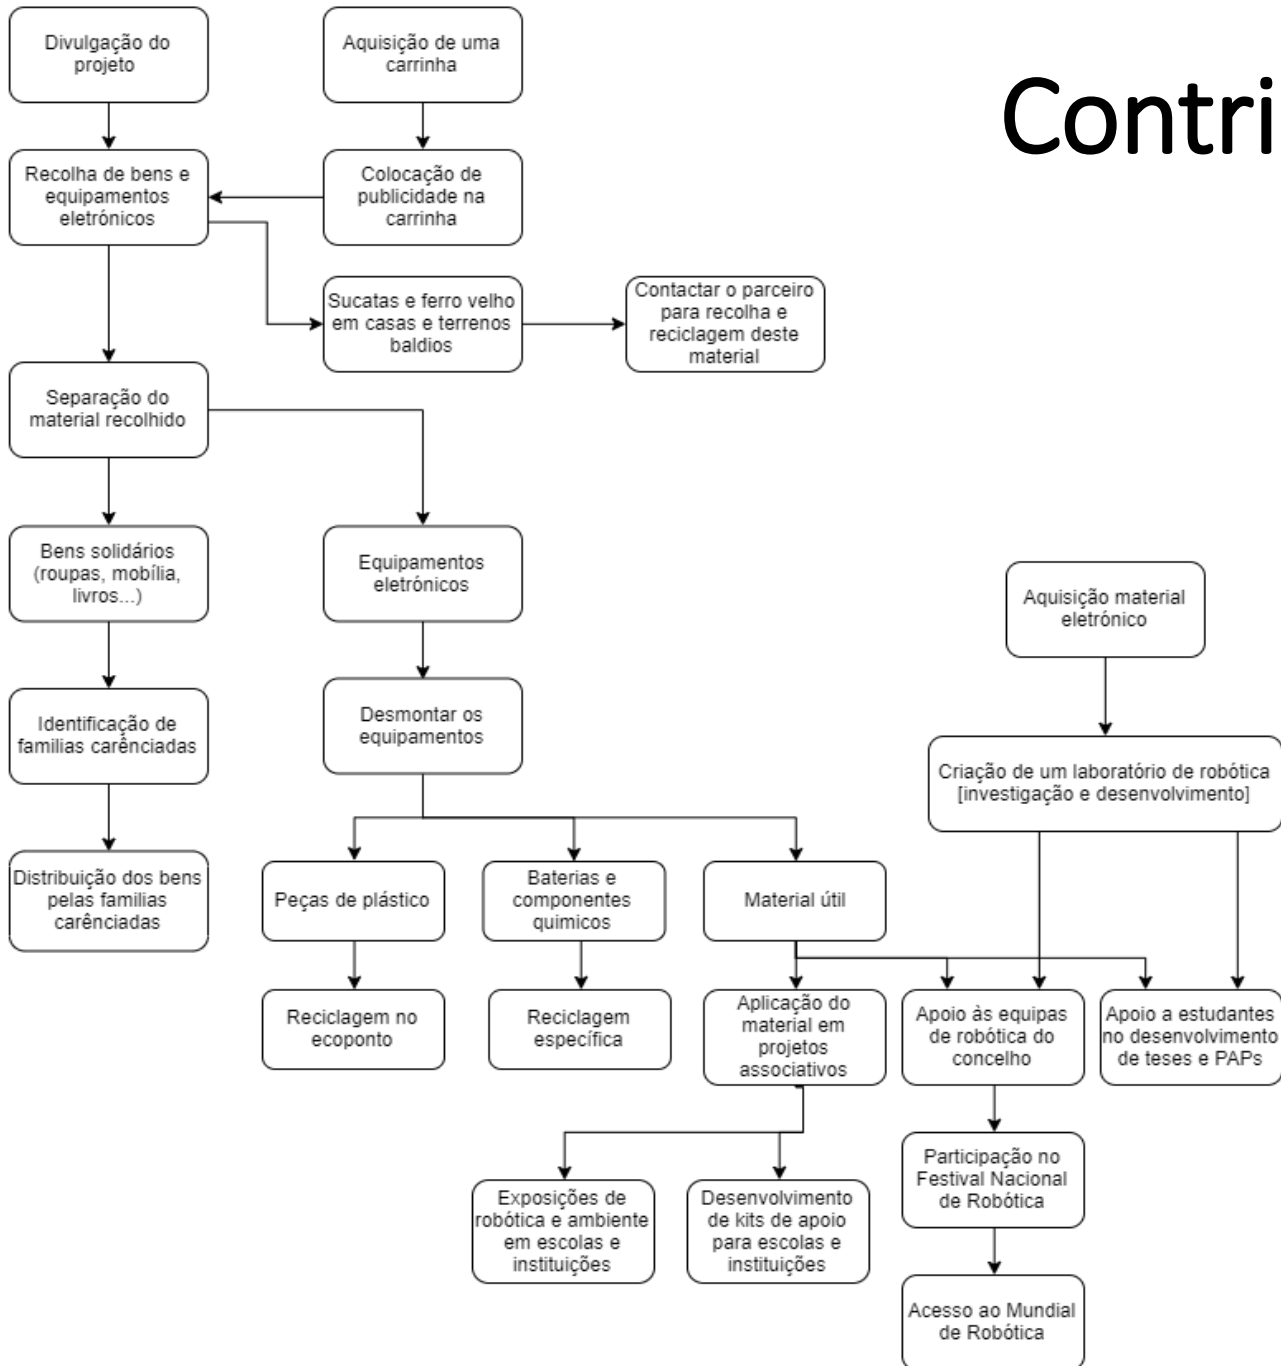 Divulgação do
projeto
Aquisição de uma
carrinha
Contri
Recolha de bens e
equipamentos
eletrónicos
Colocação de
publicidade na
carrinha
Sucatas e ferro velho
em casas e terrenos
baldios
Contactar o parceiro
para recolha e
reciclagem deste
material
Separação do
material recolhido
Bens solidários
(roupas, mobília,
livros...)
Equipamentos
eletrónicos
Aquisição material
eletrónico
Identificação de
familias carênciadas
Desmontar os
equipamentos
Criação de um laboratório de robótica
[investigação e desenvolvimento]
Distribuição dos bens
pelas familias
carênciadas
Peças de plástico
Baterias e
componentes
quimicos
Material útil
Reciclagem no
ecoponto
Reciclagem
específica
Aplicação do
material em
projetos
associativos
Apoio às equipas
de robótica do
concelho
Apoio a estudantes
no desenvolvimento
de teses e PAPs
Participação no
Festival Nacional
de Robótica
Exposições de
robótica e ambiente
em escolas e
instituições
Desenvolvimento
de kits de apoio
para escolas e
instituições
Acesso ao Mundial
de Robótica